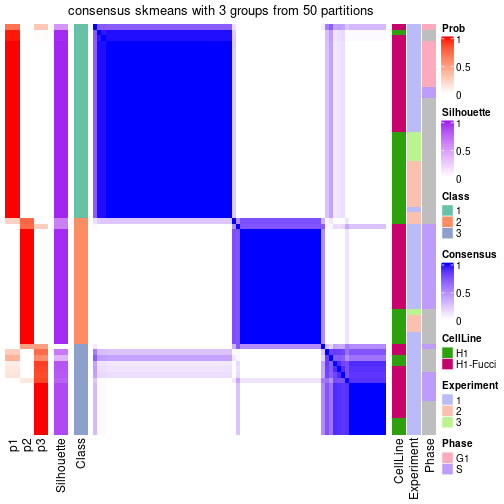 consensus skmeans with 3 groups from 50 partitions
p1
p2
p3
Silhouette
Class
CellLine
Experiment
Phase
Prob
1
0.5
0
Silhouette
1
0.5
0
Class
1
2
3
Consensus
1
0.5
0
CellLine
H1
H1-Fucci
Experiment
1
2
3
Phase
G1
S